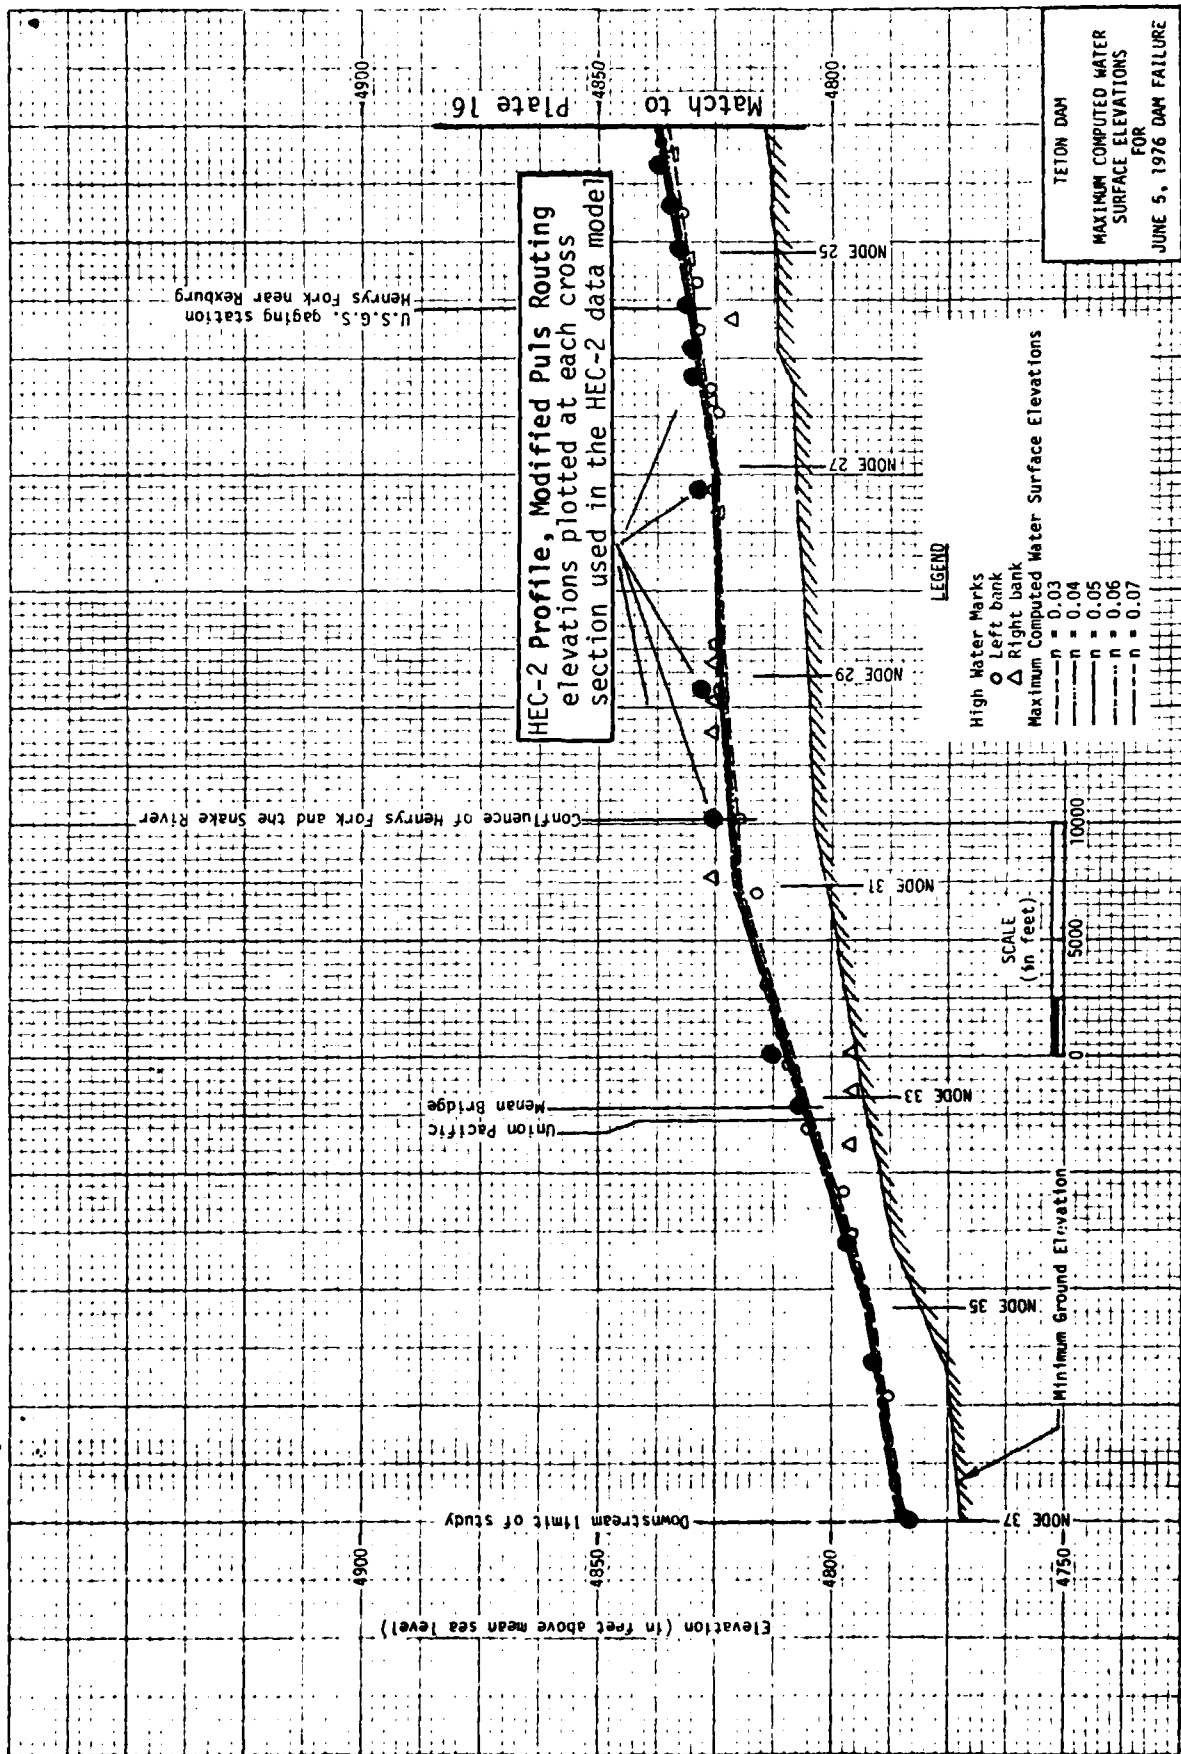 4900
4850
4800
Match to
Plate 16
HEC-2 Profile, Modified Puls Routing
elevations plotted at each cross
section used in the HEC-2 data model
U.S.G.S. gaging station
Henrys Fork near Rexburg
Confluence of Henrys Fork and the Snake River
Menan Bridge
Union Pacific
Downstream limit of study
NODE 25
NODE 27
NODE 29
NODE 31
NODE 33
NODE 35
NODE 37
Minimum Ground Elevation
Elevation (in feet above mean sea level)
4900
4850
4800
4750
SCALE
(in feet)
0
5000
10000
LEGEND
High Water Marks
○ Left bank
△ Right bank
Maximum Computed Water Surface Elevations
n = 0.03
n = 0.04
n = 0.05
n = 0.06
n = 0.07
TETON DAM
MAXIMUM COMPUTED WATER
SURFACE ELEVATIONS
FOR
JUNE 5, 1976 DAM FAILURE